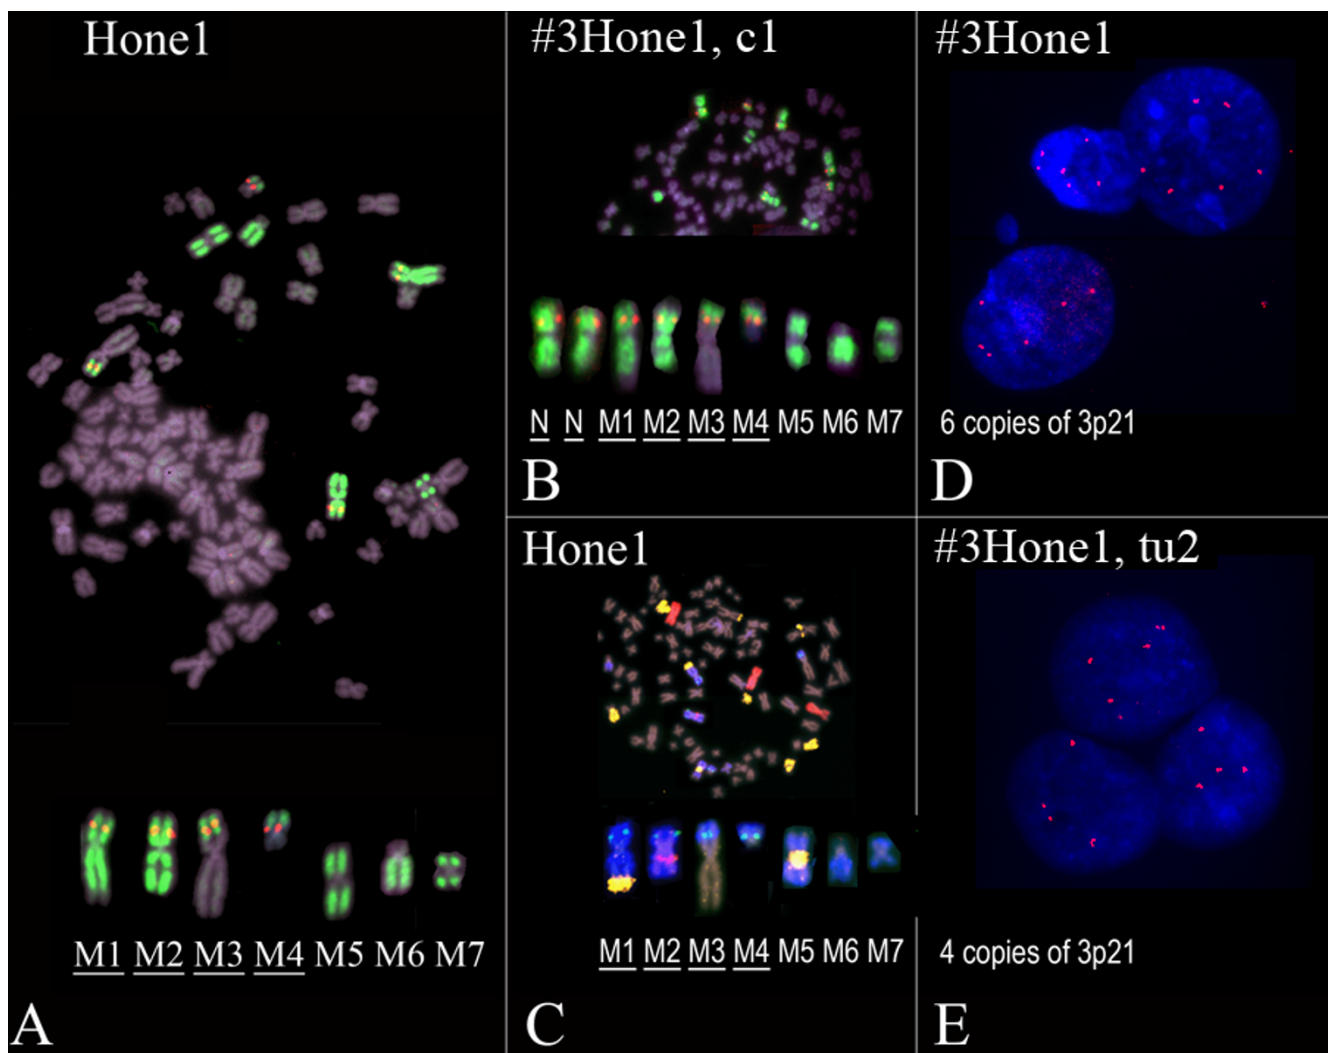 Hone1
M1 M2 M3 M4 M5 M6 M7
A
#3Hone1, c1
N N M1 M2 M3 M4 M5 M6 M7
B
Hone1
M1 M2 M3 M4 M5 M6 M7
C
#3Hone1
6 copies of 3p21
D
#3Hone1, tu2
4 copies of 3p21
E